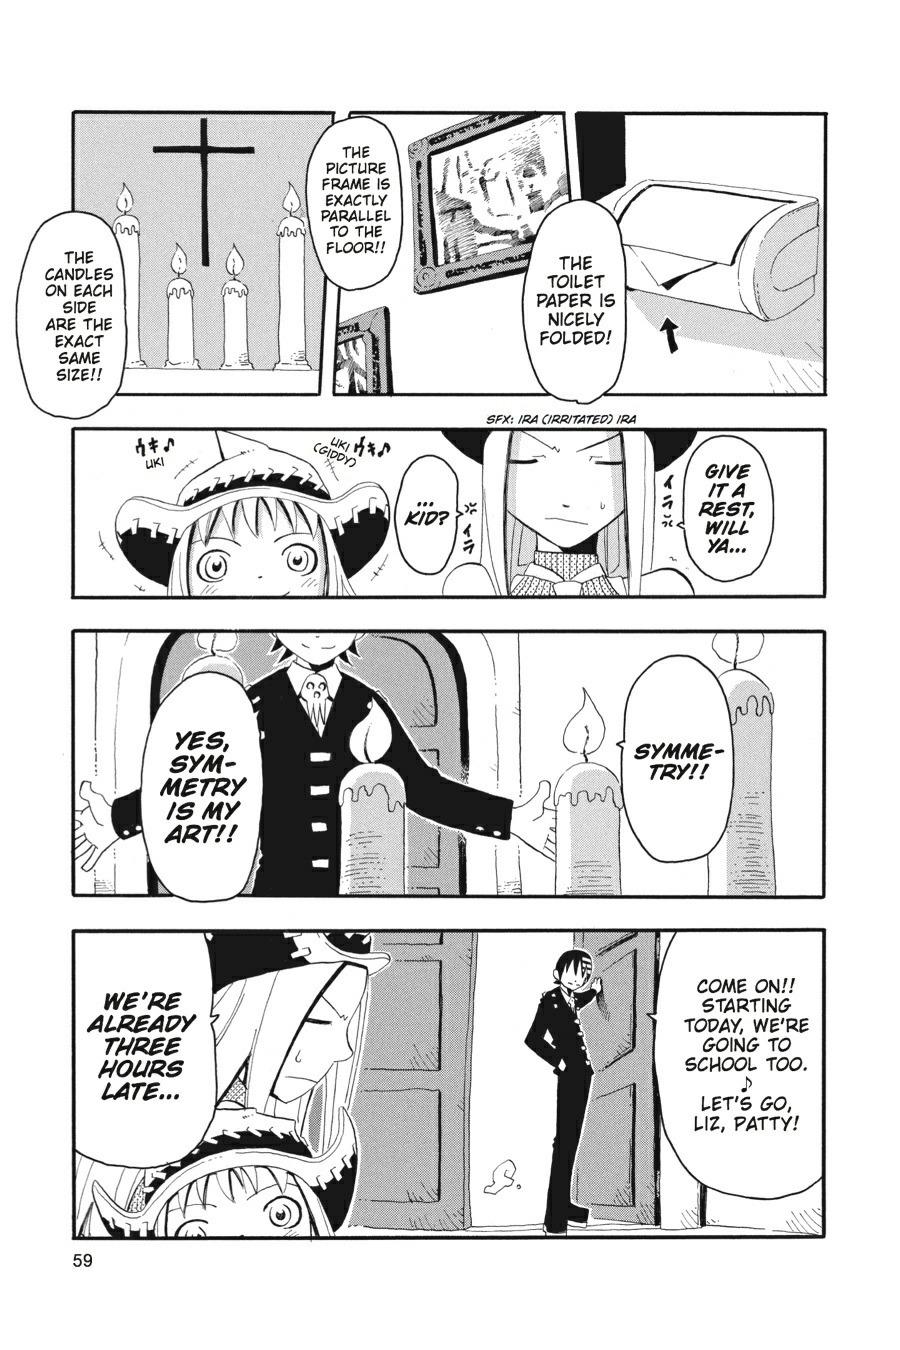 THE
TOILET
PAPER IS
NICELY
FOLDED!
THE
PICTURE
FRAME IS
EXACTLY
PARALLEL
TO THE
FLOOR!!
THE
CANDLES
ON EACH
SIDE
ARE THE
EXACT
SAME
SIZE!!
SFX: IRA (IRRITATED) IRA
GIVE
IT A
REST,
WILL
YA...
イラ
イラ
...
KID?
ウキ♪
UKI
(GIDDY)
ウキ♪
UKI
SYMME-
TRY!!
YES,
SYM-
METRY
IS MY
ART!!
COME ON!!
STARTING
TODAY, WE'RE
GOING TO
SCHOOL TOO.
♪
LET'S GO,
LIZ, PATTY!
WE'RE
ALREADY
THREE
HOURS
LATE...
59